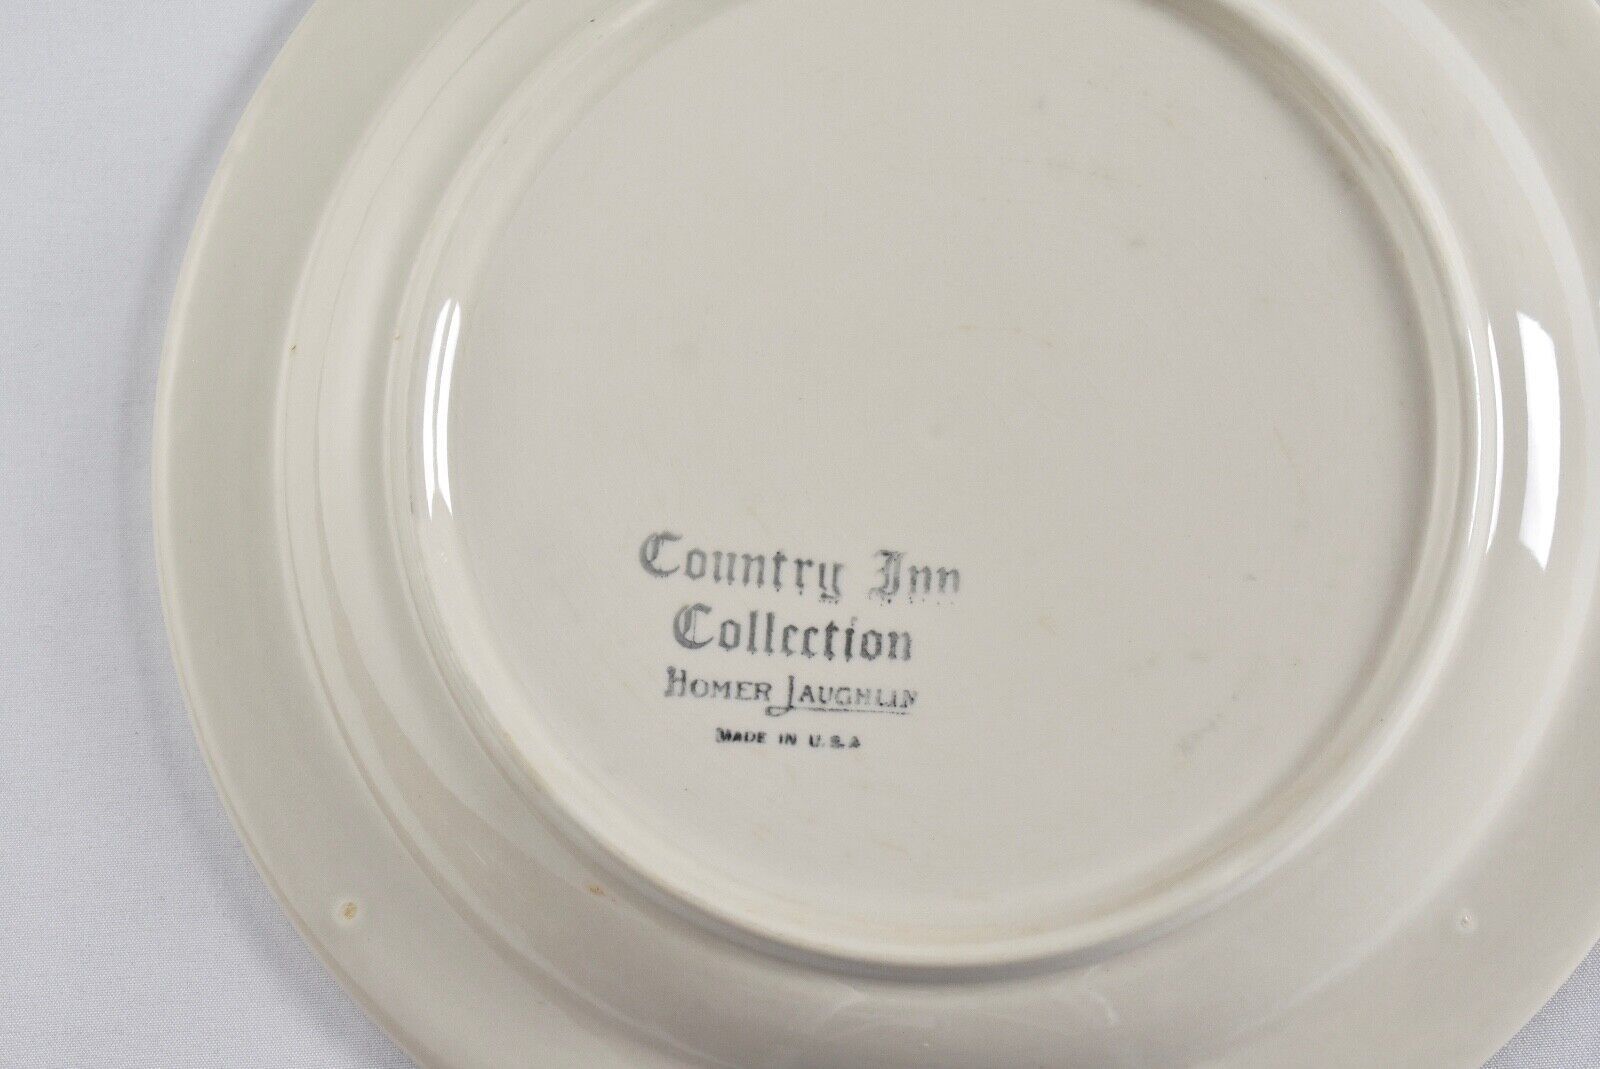 Country Inn
Collection
HOMER LAUGHLIN
MADE IN U.S.A